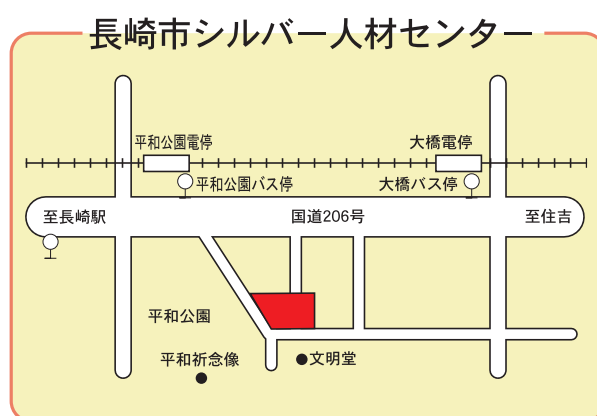 長崎市シルバー人材センター
平和公園電停
大橋電停
平和公園バス停
大橋バス停
至長崎駅
国道206号
至住吉
平和公園
平和祈念像
文明堂